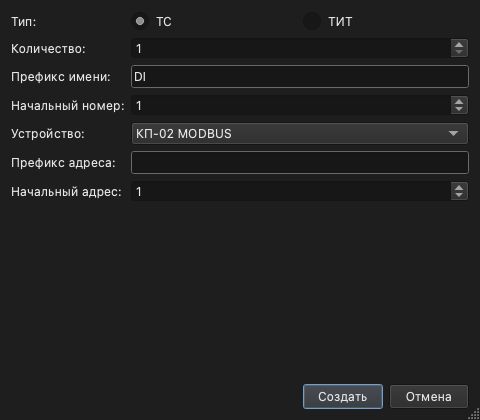 Тип: ТС ТИТ
Количество: 1
Префикс имени: DI
Начальный номер: 1
Устройство: КП-02 MODBUS
Префикс адреса:
Начальный адрес: 1
Создать Отмена